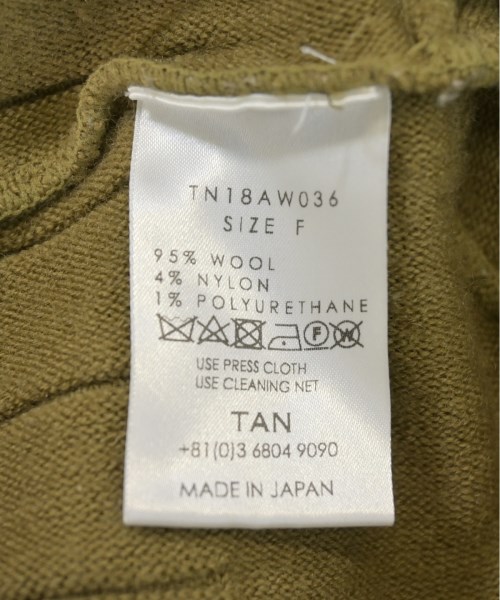 TN18AW036
SIZE F
95% WOOL
4% NYLON
1% POLYURETHANE
F W
USE PRESS CLOTH
USE CLEANING NET
TAN
+81(0)3 6804 9090
MADE IN JAPAN